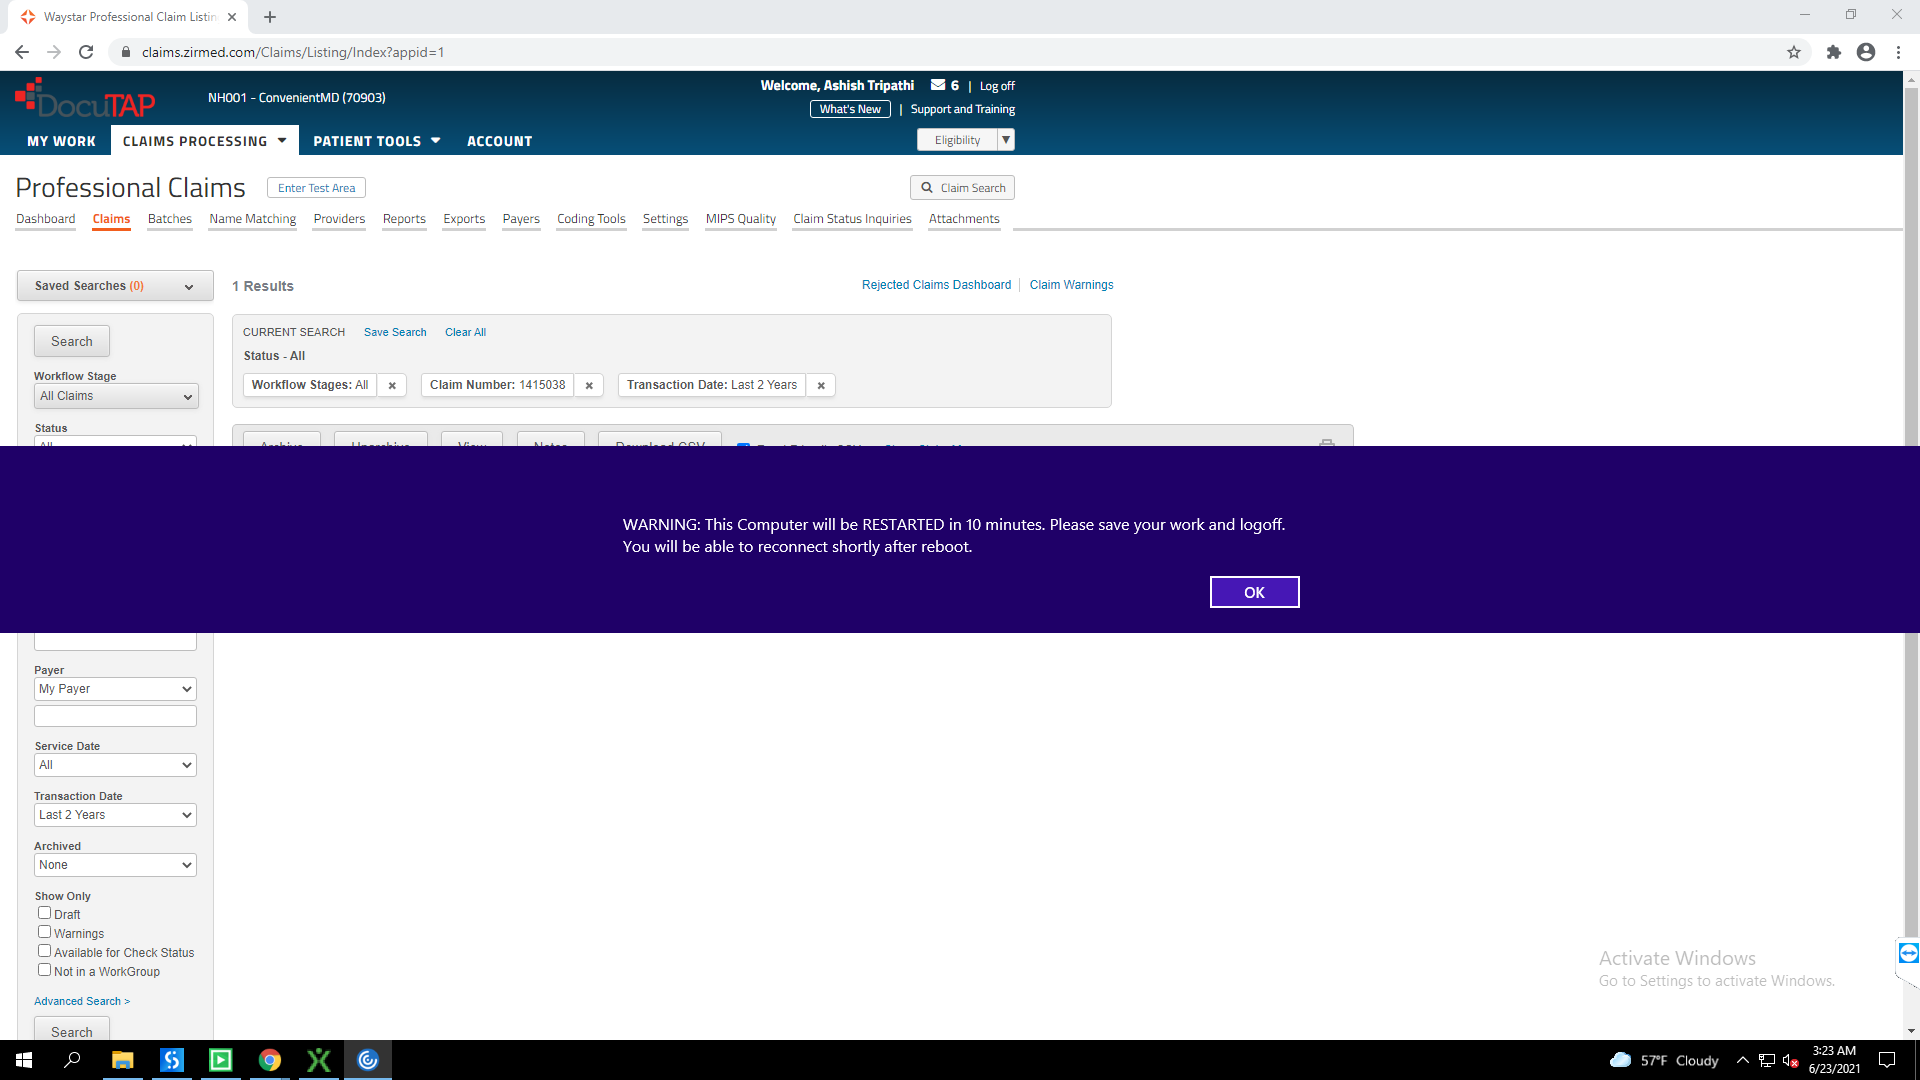 Waystar Professional Claim Listin
claims.zirmed.com/Claims/Listing/Index?appid=1
DocuTAP
NH001 - ConvenientMD (70903)
Welcome, Ashish Tripathi 6 | Log off
What's New | Support and Training
MY WORK CLAIMS PROCESSING PATIENT TOOLS ACCOUNT
Eligibility
Professional Claims Enter Test Area
Claim Search
Dashboard Claims Batches Name Matching Providers Reports Exports Payers Coding Tools Settings MIPS Quality Claim Status Inquiries Attachments
Saved Searches (0)
1 Results
Rejected Claims Dashboard Claim Warnings
Search
CURRENT SEARCH Save Search Clear All
Status - All
Workflow Stages: All × Claim Number: 1415038 × Transaction Date: Last 2 Years ×
Workflow Stage
All Claims
Status
All
Archive Unarchive View Notes Download CSV
WARNING: This Computer will be RESTARTED in 10 minutes. Please save your work and logoff.
You will be able to reconnect shortly after reboot.
OK
Payer
My Payer
Service Date
All
Transaction Date
Last 2 Years
Archived
None
Show Only
Draft
Warnings
Available for Check Status
Not in a WorkGroup
Advanced Search >
Search
Activate Windows
Go to Settings to activate Windows.
57°F Cloudy
3:23 AM
6/23/2021